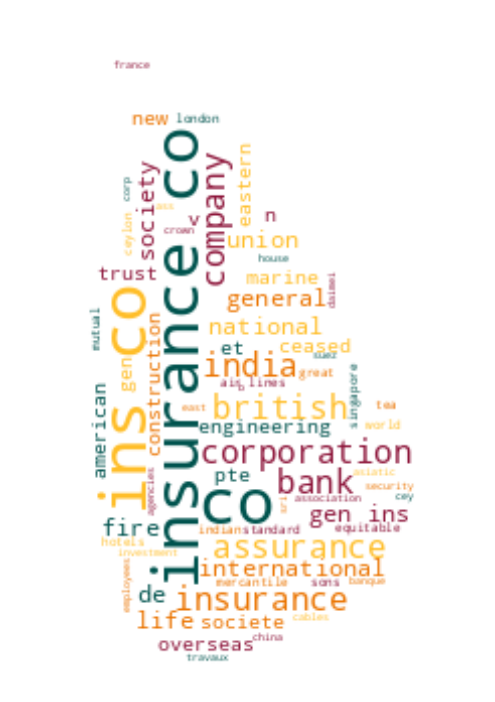 france
new
london
insurance co
company
society
eastern
corp
ass
ceylon
v
crown
n
union
house
trust
marine
daimei
general
ins co
mutual
construction
national
et
ceased
suez
gen
india
great
air lines
b
singapore
american
east
british
tea
engineering
world
corporation
agencies
pte
bank
asiatic
security
association
cey
co
sri
gen ins
fire
indian
standard
equitable
hotels
assurance
investment
international
employees
mercantile
sons
banque
de
insurance
life
societe
cables
overseas
china
travaux